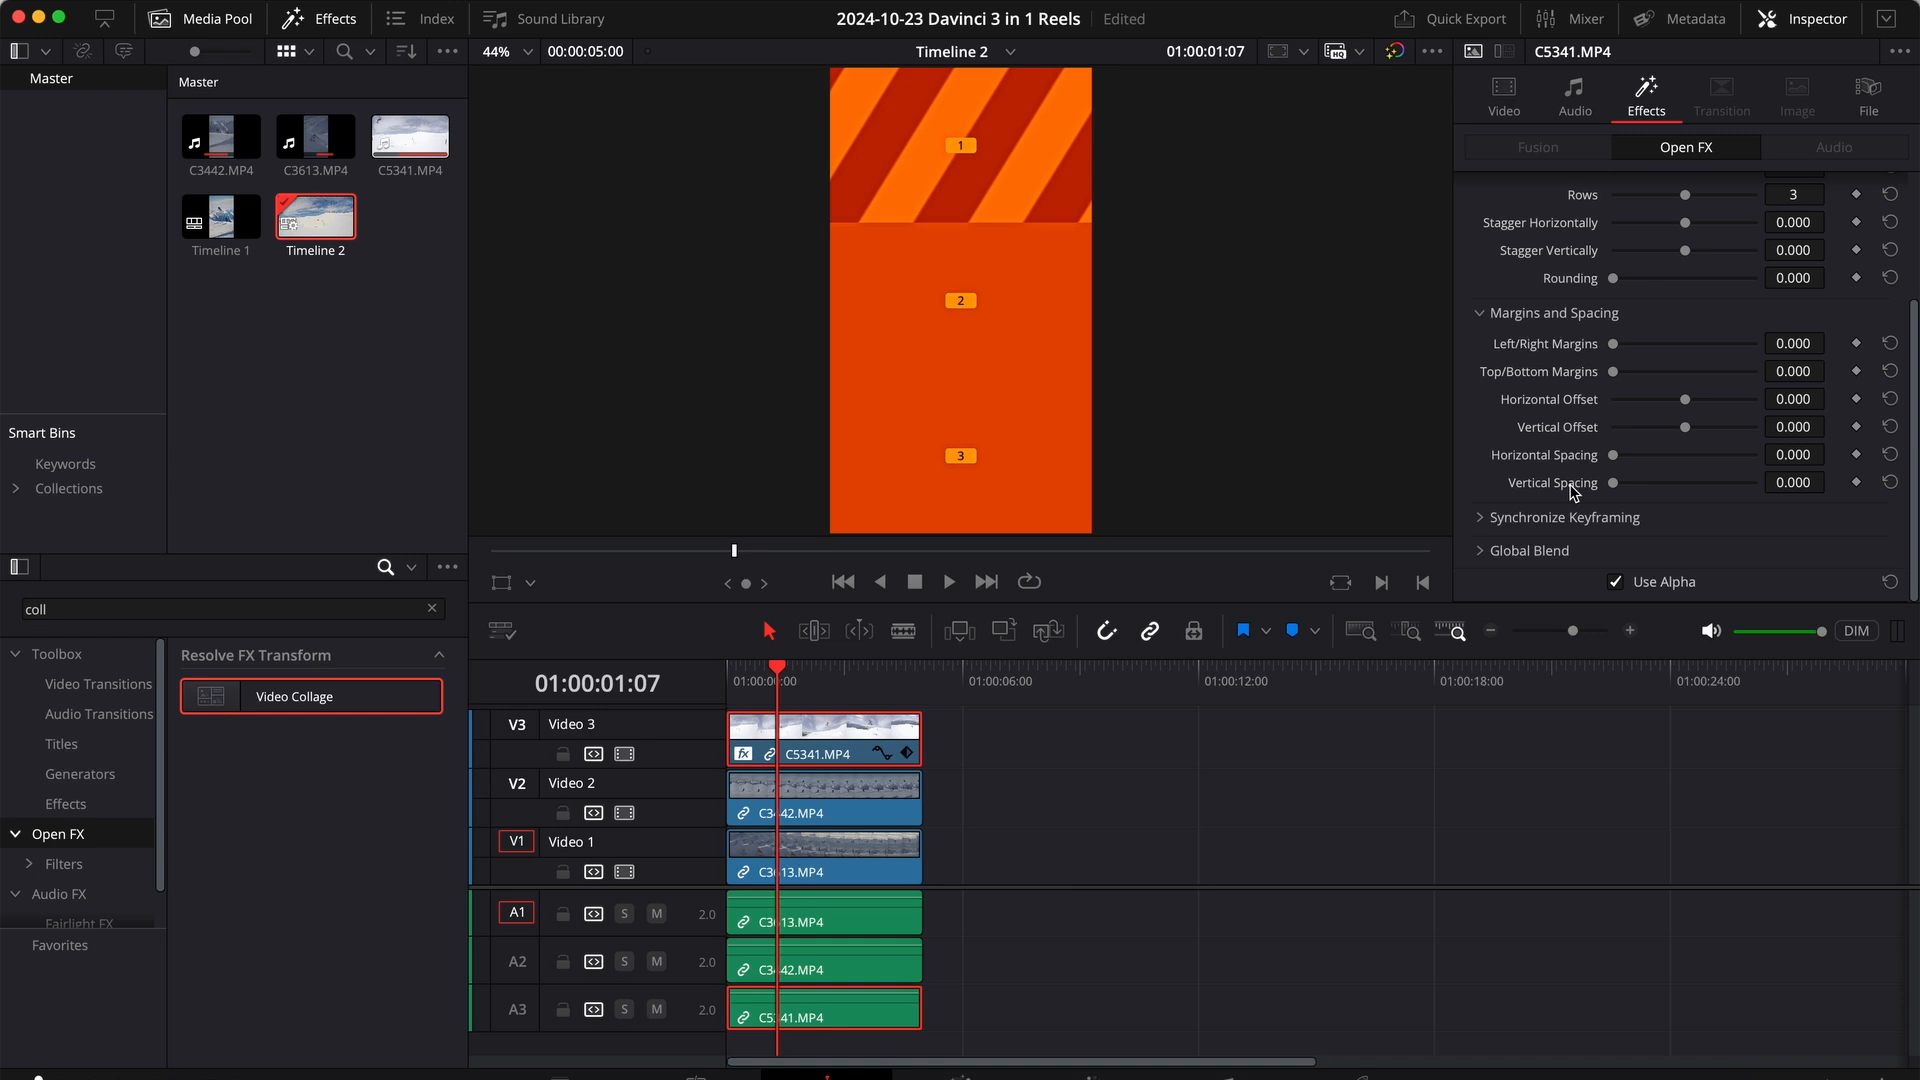 Media Pool
Effects
Index
Sound Library
2024-10-23 Davinci 3 in 1 Reels
Edited
Quick Export
Mixer
Metadata
Inspector
44%
00:00:05:00
Timeline 2
01:00:01:07
HQ
C5341.MP4
Master
Master
C3442.MP4
C3613.MP4
C5341.MP4
Timeline 1
Timeline 2
Smart Bins
Keywords
Collections
1
2
3
Video
Audio
Effects
Transition
Image
File
Fusion
Open FX
Audio
Rows 3
Stagger Horizontally 0.000
Stagger Vertically 0.000
Rounding 0.000
Margins and Spacing
Left/Right Margins 0.000
Top/Bottom Margins 0.000
Horizontal Offset 0.000
Vertical Offset 0.000
Horizontal Spacing 0.000
Vertical Spacing 0.000
Synchronize Keyframing
Global Blend
Use Alpha
coll
Toolbox
Video Transitions
Audio Transitions
Titles
Generators
Effects
Open FX
Filters
Audio FX
Fairlight FX
Favorites
Resolve FX Transform
Video Collage
DIM
01:00:01:07
01:00:00:00
01:00:06:00
01:00:12:00
01:00:18:00
01:00:24:00
V3 Video 3
fx C5341.MP4
V2 Video 2
C3442.MP4
V1 Video 1
C3613.MP4
A1 S M 2.0
C3613.MP4
A2 S M 2.0
C3442.MP4
A3 S M 2.0
C5341.MP4